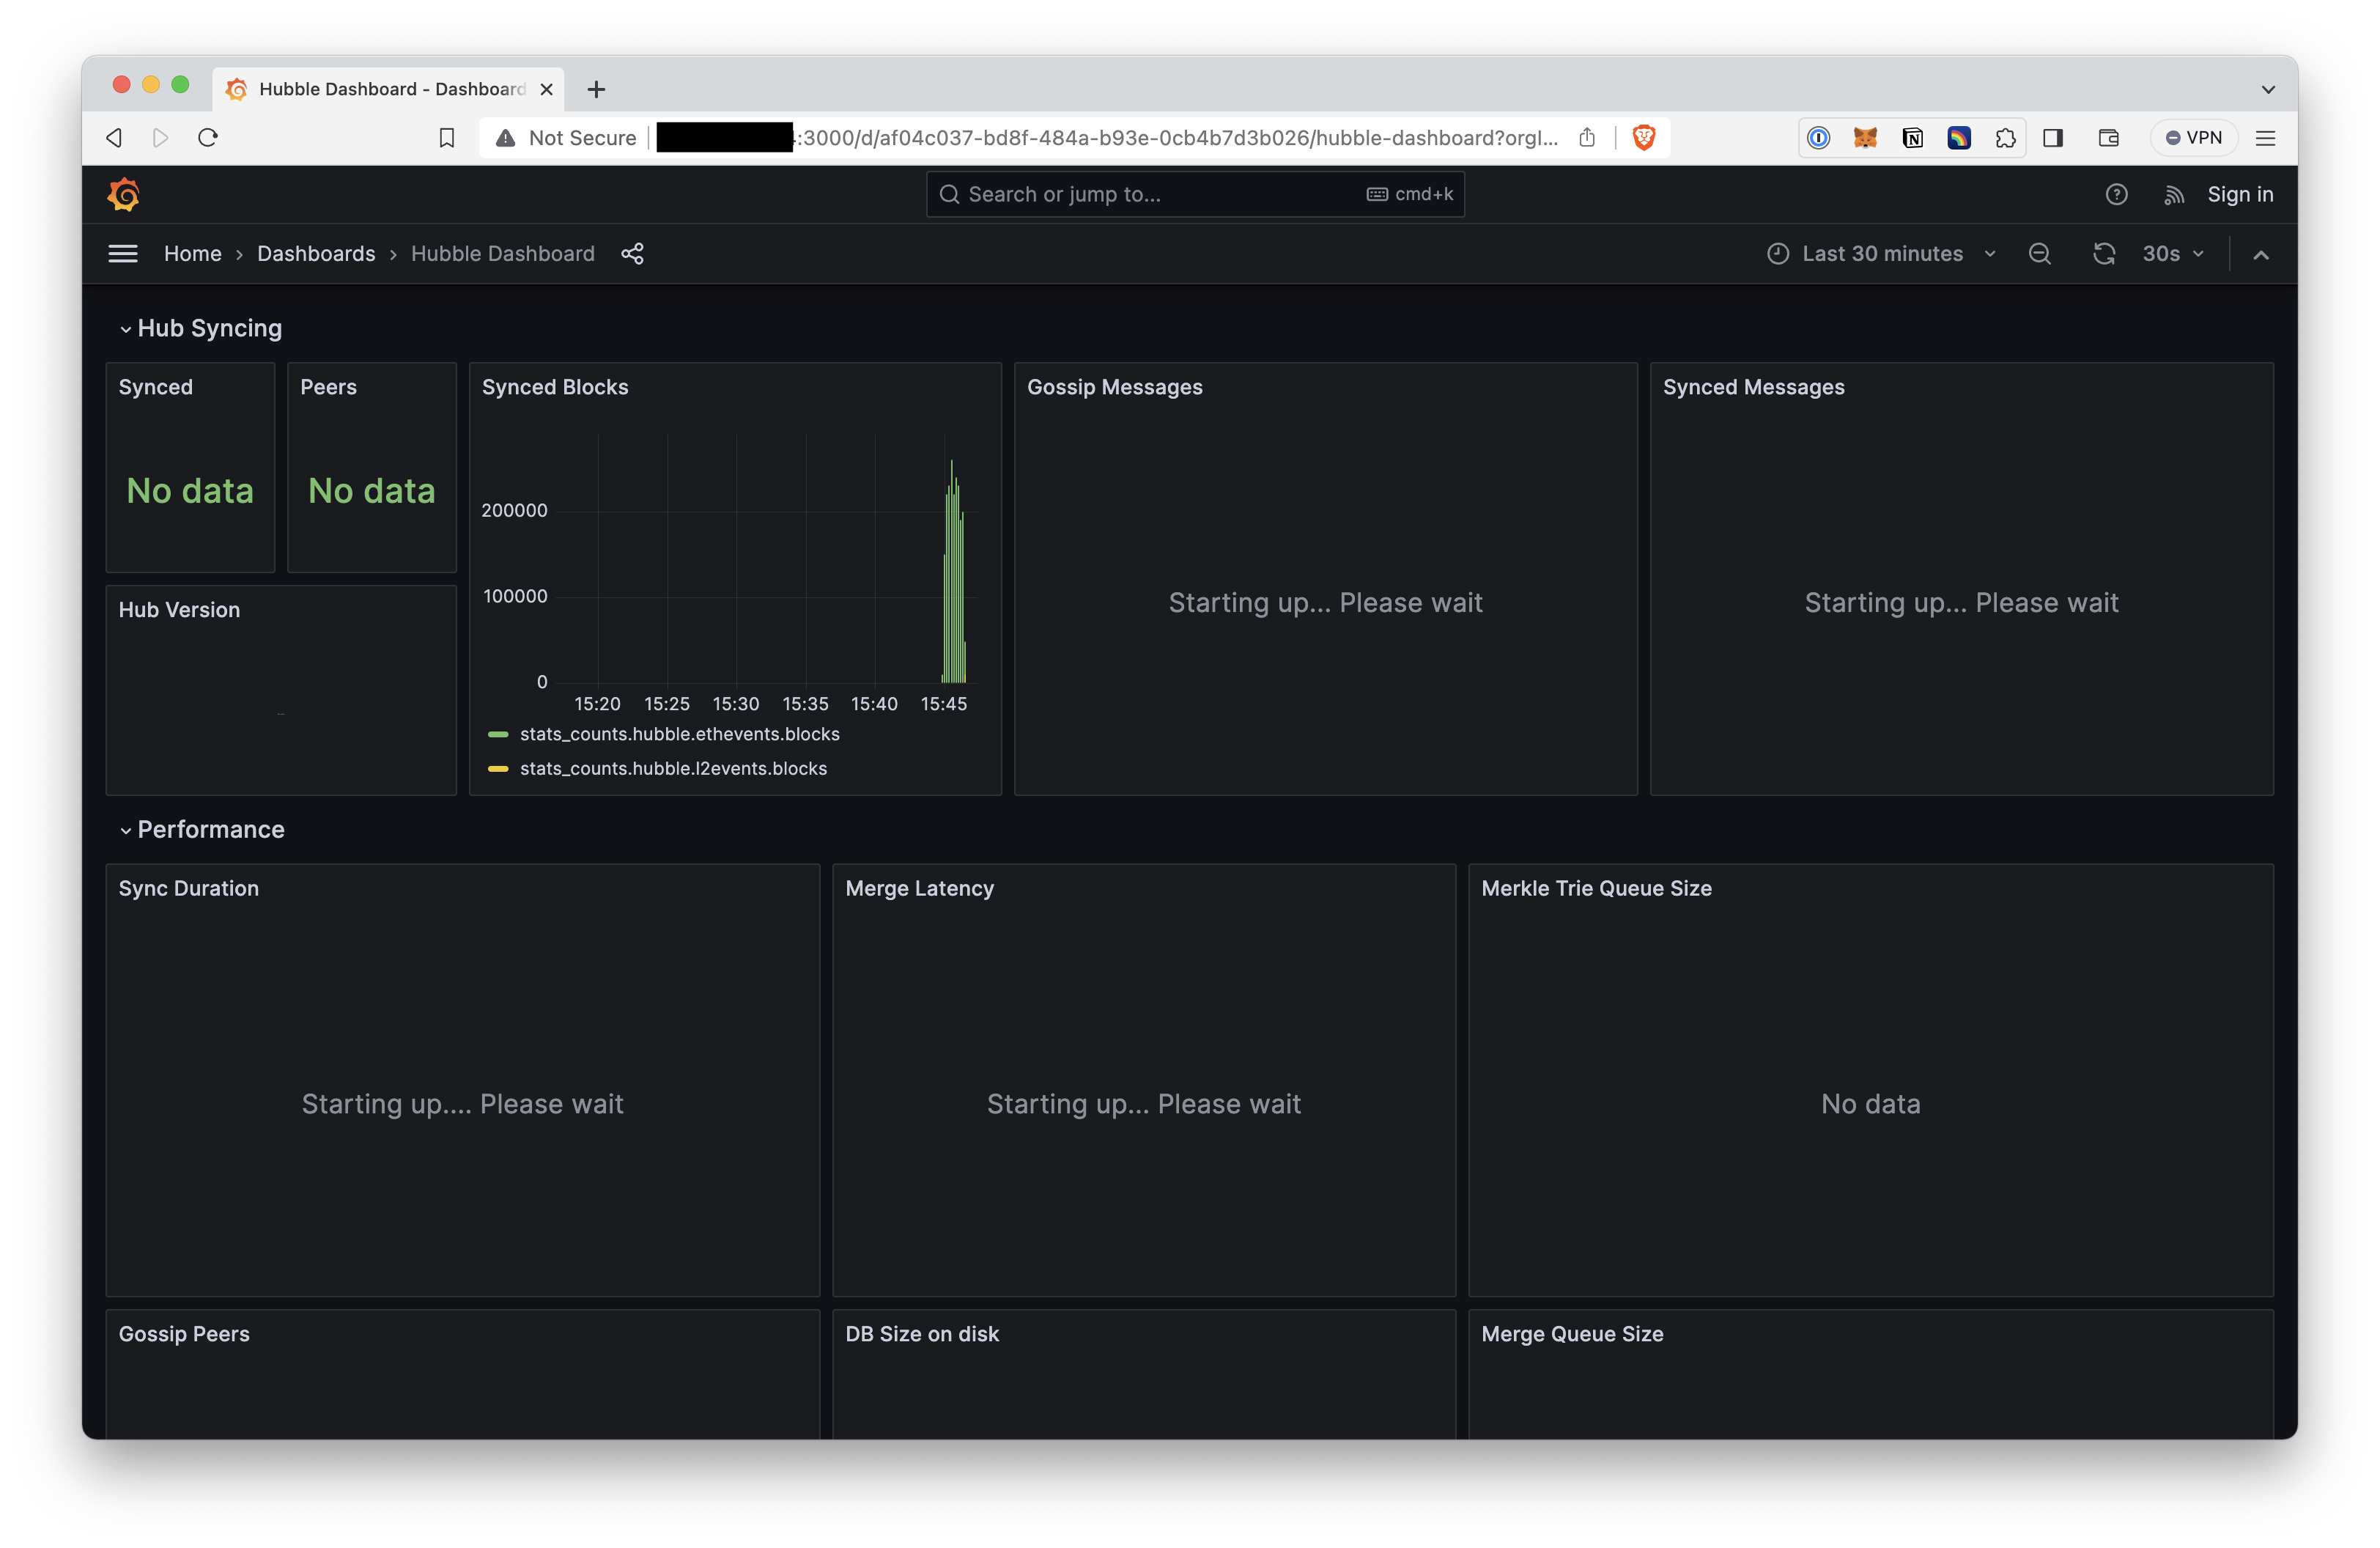 Hubble Dashboard - Dashboard
Not Secure
:3000/d/af04c037-bd8f-484a-b93e-0cb4b7d3b026/hubble-dashboard?orgI...
VPN
Search or jump to...
cmd+k
Sign in
Home › Dashboards › Hubble Dashboard
Last 30 minutes
30s
Hub Syncing
Synced
No data
Peers
No data
Hub Version
Synced Blocks
200000
100000
0
15:20 15:25 15:30 15:35 15:40 15:45
stats_counts.hubble.ethevents.blocks
stats_counts.hubble.l2events.blocks
Gossip Messages
Starting up... Please wait
Synced Messages
Starting up... Please wait
Performance
Sync Duration
Starting up.... Please wait
Merge Latency
Starting up... Please wait
Merkle Trie Queue Size
No data
Gossip Peers
DB Size on disk
Merge Queue Size